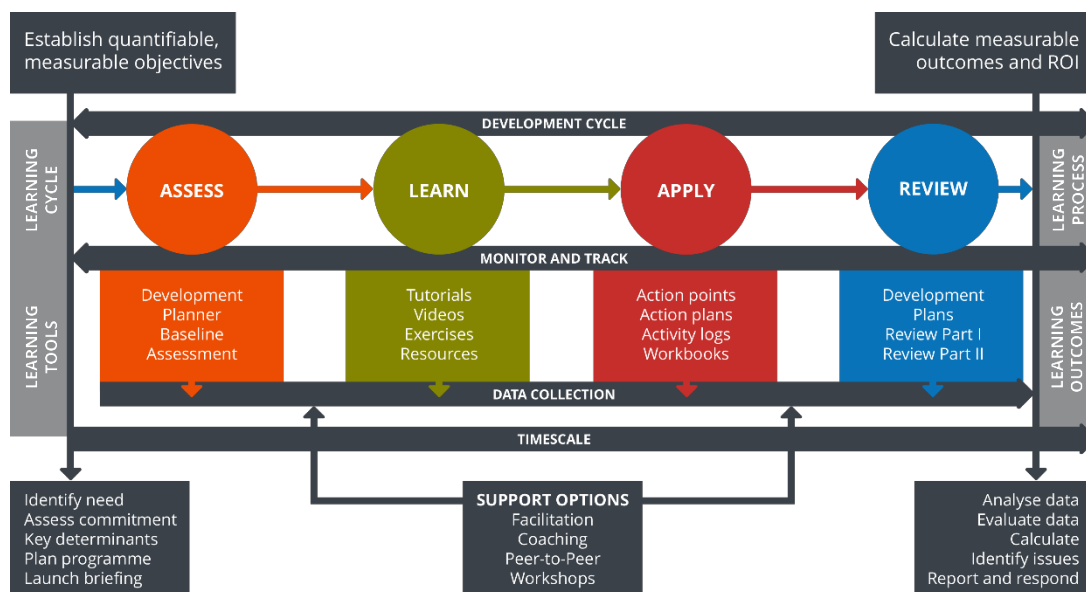 Establish quantifiable,
measurable objectives
Calculate measurable
outcomes and ROI
DEVELOPMENT CYCLE
LEARNING
CYCLE
ASSESS
LEARN
APPLY
REVIEW
LEARNING
PROCESS
MONITOR AND TRACK
LEARNING
TOOLS
Development
Planner
Baseline
Assessment
Tutorials
Videos
Exercises
Resources
Action points
Action plans
Activity logs
Workbooks
Development
Plans
Review Part I
Review Part II
LEARNING
OUTCOMES
DATA COLLECTION
TIMESCALE
Identify need
Assess commitment
Key determinants
Plan programme
Launch briefing
SUPPORT OPTIONS
Facilitation
Coaching
Peer-to-Peer
Workshops
Analyse data
Evaluate data
Calculate
Identify issues
Report and respond